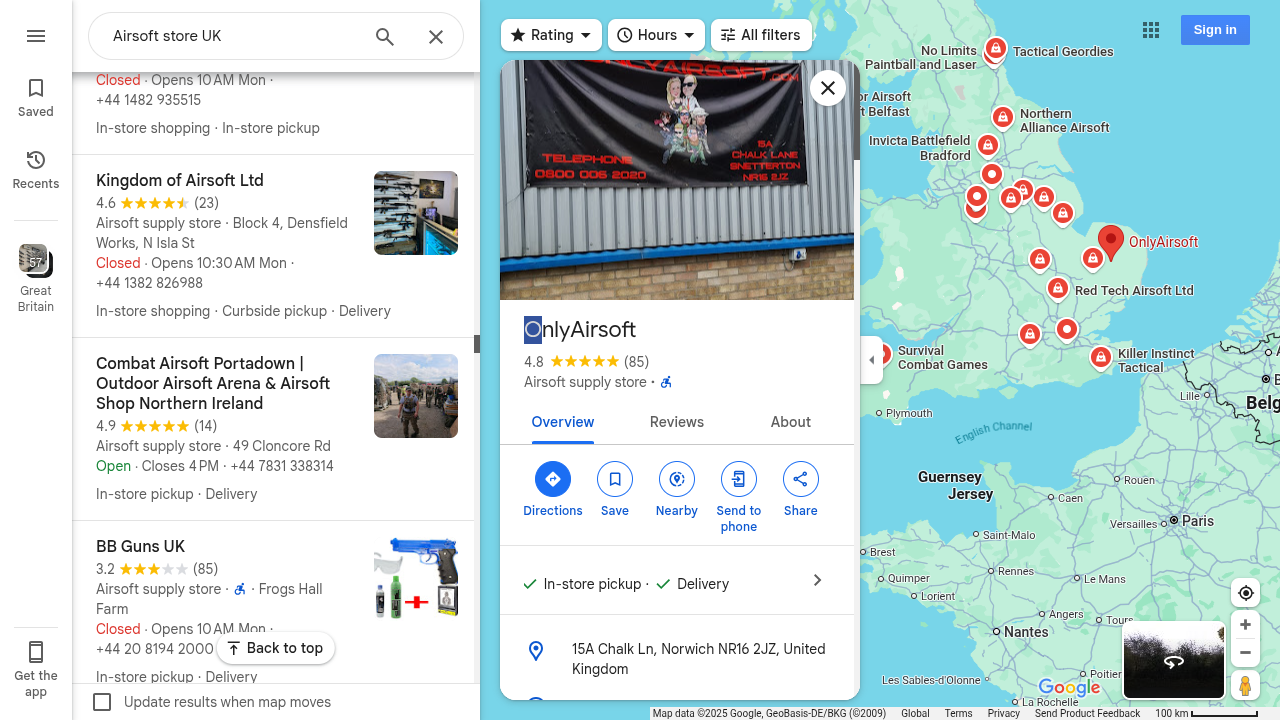 Airsoft store UK
Saved
Recents
57
Great
Britain
Get the
app
Closed · Opens 10 AM Mon ·
+44 1482 935515
In-store shopping · In-store pickup
Kingdom of Airsoft Ltd
4.6 (23)
Airsoft supply store · Block 4, Densfield
Works, N Isla St
Closed · Opens 10:30 AM Mon ·
+44 1382 826988
In-store shopping · Curbside pickup · Delivery
Combat Airsoft Portadown |
Outdoor Airsoft Arena & Airsoft
Shop Northern Ireland
4.9 (14)
Airsoft supply store · 49 Cloncore Rd
Open · Closes 4 PM · +44 7831 338314
In-store pickup · Delivery
BB Guns UK
3.2 (85)
Airsoft supply store · · Frogs Hall
Farm
Closed · Opens 10 AM Mon ·
+44 20 8194 2000
In-store pickup · Delivery
Back to top
Update results when map moves
Rating
Hours
All filters
ONLYAIRSOFT.COM
TELEPHONE
0800 006 2020
15A
CHALK LANE
SNETTERTON
NR16 2JZ
OnlyAirsoft
4.8 (85)
Airsoft supply store ·
Overview
Reviews
About
Directions
Save
Nearby
Send to
phone
Share
In-store pickup · Delivery
15A Chalk Ln, Norwich NR16 2JZ, United
Kingdom
Sign in
No Limits
Paintball and Laser
Tactical Geordies
or Airsoft
t Belfast
Northern
Alliance Airsoft
Invicta Battlefield
Bradford
OnlyAirsoft
Red Tech Airsoft Ltd
Survival
Combat Games
Killer Instinct
Tactical
Plymouth
English Channel
Lille
Belg
Guernsey
Jersey
Caen
Rouen
Versailles
Paris
Saint-Malo
Brest
Rennes
Le Mans
Quimper
Lorient
Angers
Tours
Nantes
Les Sables-d'Olonne
Poitier
La Rochelle
Google
Map data ©2025 Google, GeoBasis-DE/BKG (©2009)
Global
Terms
Privacy
Send Product Feedback
100 km